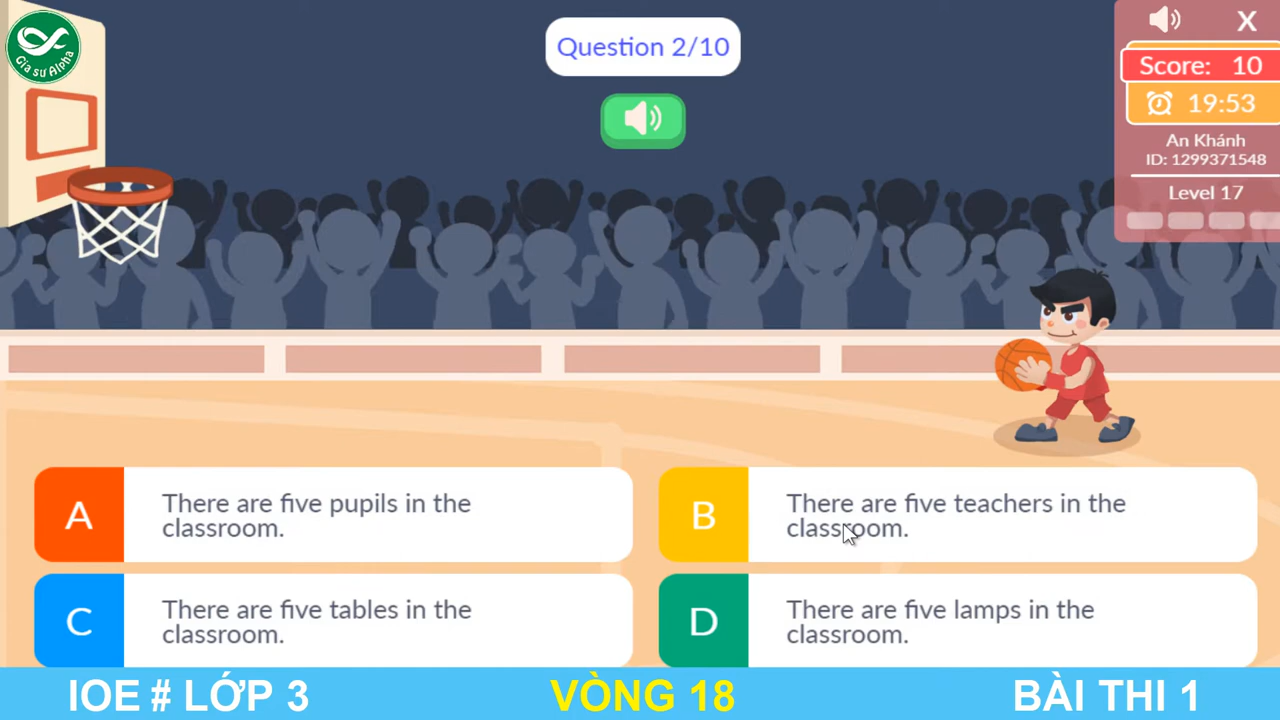 Gia sư Alpha
Question 2/10
X
Score: 10
19:53
An Khánh
ID: 1299371548
Level 17
A
There are five pupils in the
classroom.
B
There are five teachers in the
classroom.
C
There are five tables in the
classroom.
D
There are five lamps in the
classroom.
IOE # LỚP 3
VÒNG 18
BÀI THI 1